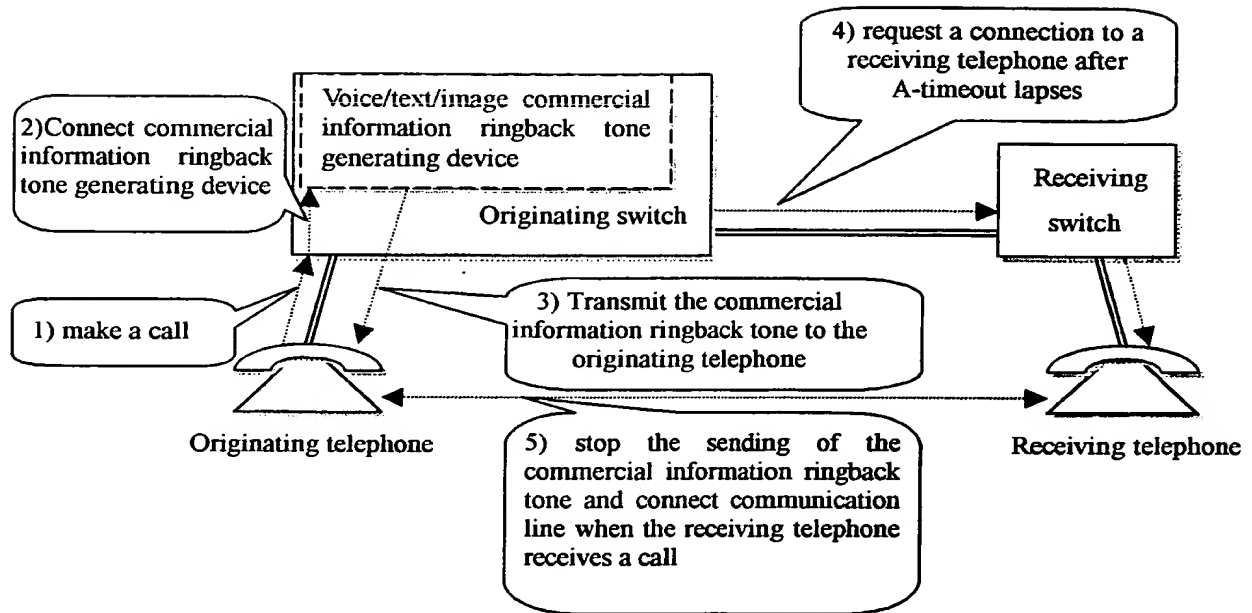 4) request a connection to a
receiving telephone after
A-timeout lapses
Voice/text/image commercial
information ringback tone
generating device
2)Connect commercial
information ringback
tone generating device
Originating switch
Receiving
switch
1) make a call
3) Transmit the commercial
information ringback tone to the
originating telephone
Originating telephone
Receiving telephone
5) stop the sending of the
commercial information ringback
tone and connect communication
line when the receiving telephone
receives a call